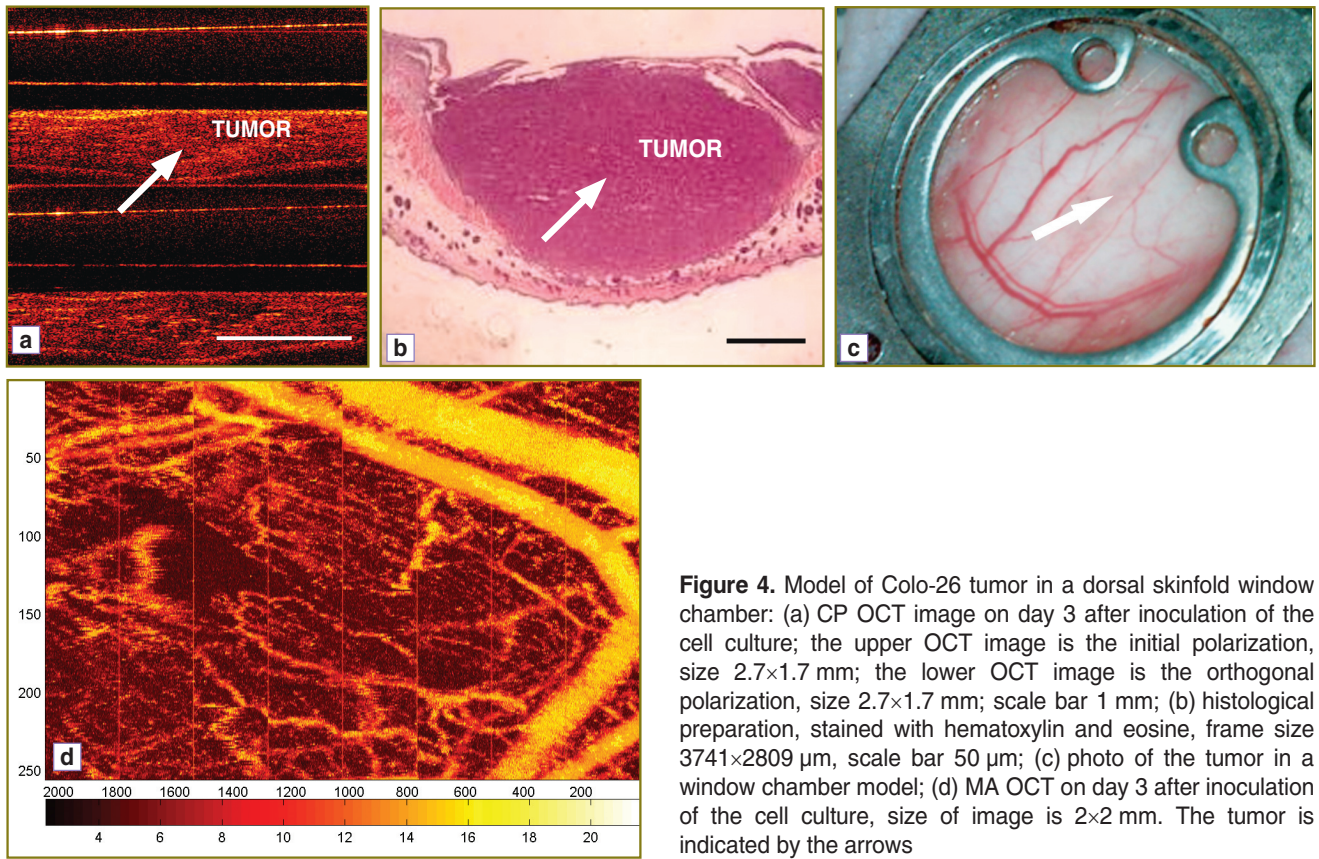 TUMOR
a
TUMOR
b
c
50
100
150
200
250
d
2000 1800 1600 1400 1200 1000 800 600 400 200
4 6 8 10 12 14 16 18 20
Figure 4. Model of Colo-26 tumor in a dorsal skinfold window
chamber: (a) CP OCT image on day 3 after inoculation of the
cell culture; the upper OCT image is the initial polarization,
size 2.7×1.7 mm; the lower OCT image is the orthogonal
polarization, size 2.7×1.7 mm; scale bar 1 mm; (b) histological
preparation, stained with hematoxylin and eosine, frame size
3741×2809 µm, scale bar 50 µm; (c) photo of the tumor in a
window chamber model; (d) MA OCT on day 3 after inoculation
of the cell culture, size of image is 2×2 mm. The tumor is
indicated by the arrows